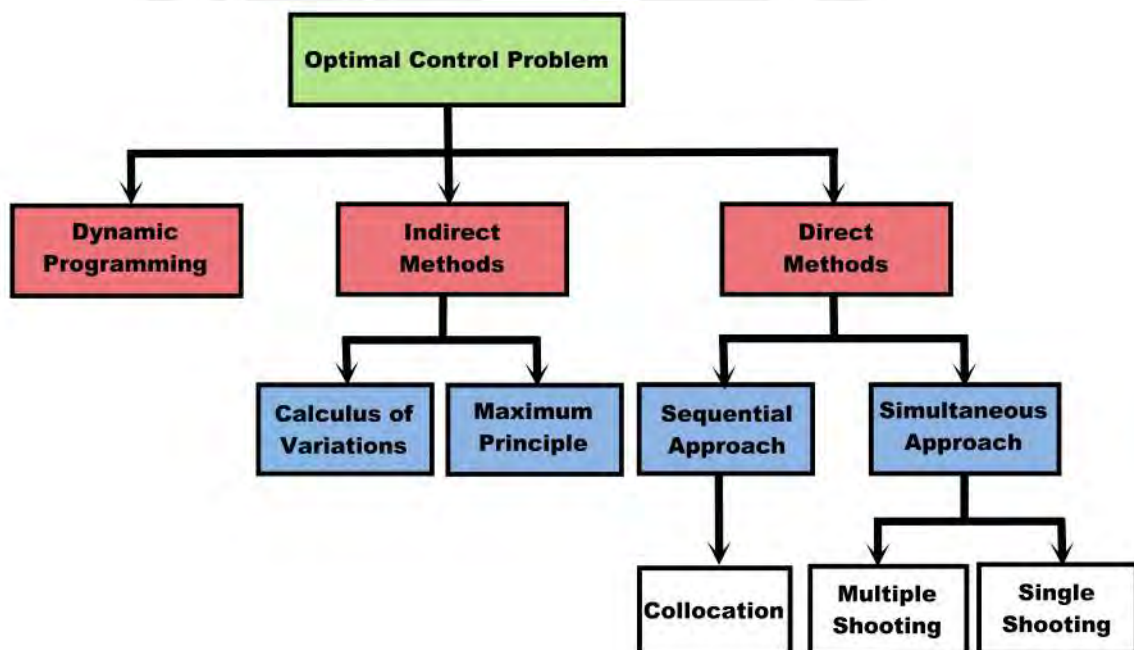 Optimal Control Problem
Dynamic
Programming
Indirect
Methods
Direct
Methods
Calculus of
Variations
Maximum
Principle
Sequential
Approach
Simultaneous
Approach
Collocation
Multiple
Shooting
Single
Shooting